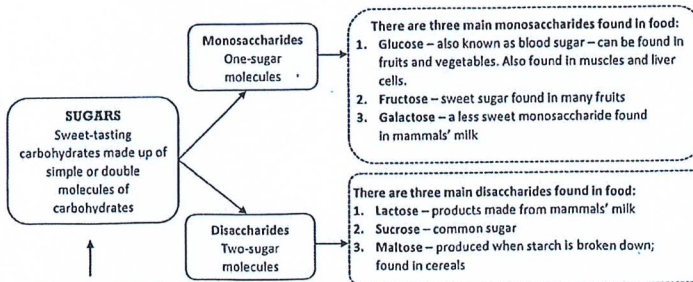 SUGARS
Sweet-tasting
carbohydrates made up of
simple or double
molecules of
carbohydrates
Monosaccharides
One-sugar
molecules
There are three main monosaccharides found in food:
1. Glucose – also known as blood sugar – can be found in
fruits and vegetables. Also found in muscles and liver
cells.
2. Fructose – sweet sugar found in many fruits
3. Galactose – a less sweet monosaccharide found
in mammals' milk
Disaccharides
Two-sugar
molecules
There are three main disaccharides found in food:
1. Lactose – products made from mammals' milk
2. Sucrose – common sugar
3. Maltose – produced when starch is broken down;
found in cereals